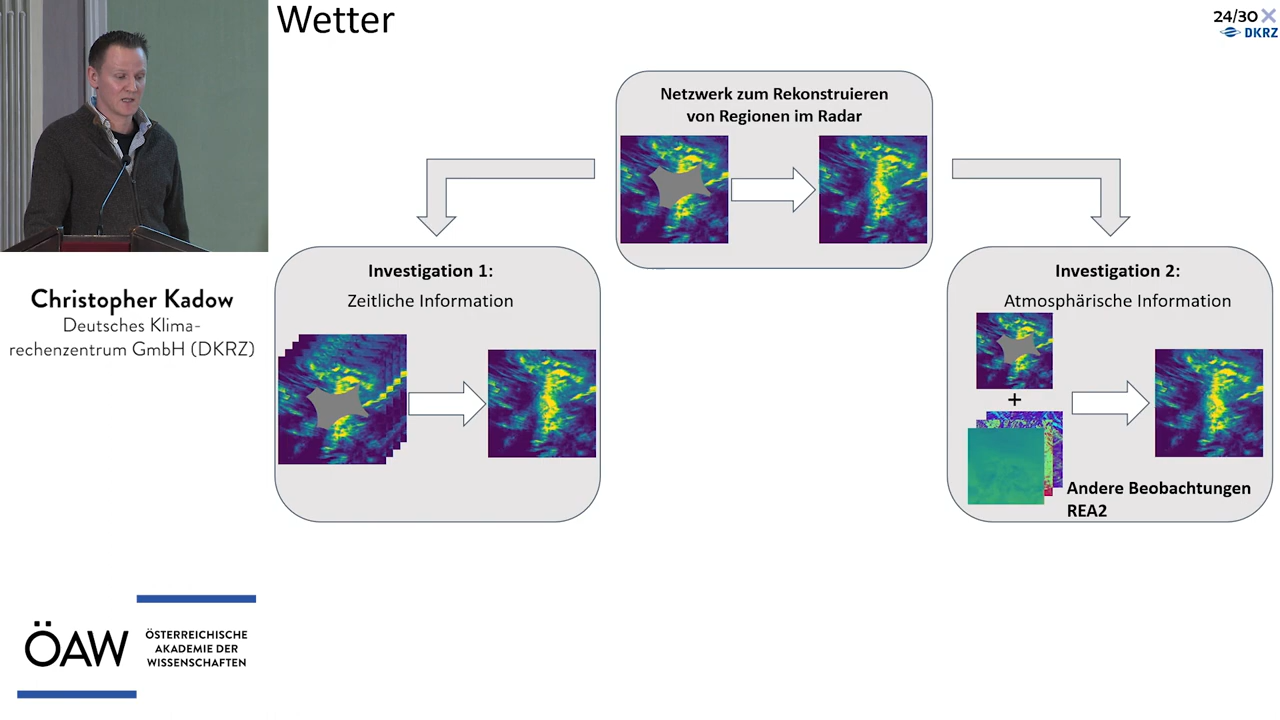 Wetter
24/30
DKRZ
Netzwerk zum Rekonstruieren
von Regionen im Radar
Investigation 1:
Zeitliche Information
Investigation 2:
Atmosphärische Information
+
Andere Beobachtungen
REA2
Christopher Kadow
Deutsches Klima-
rechenzentrum GmbH (DKRZ)
ÖAW
ÖSTERREICHISCHE
AKADEMIE DER
WISSENSCHAFTEN